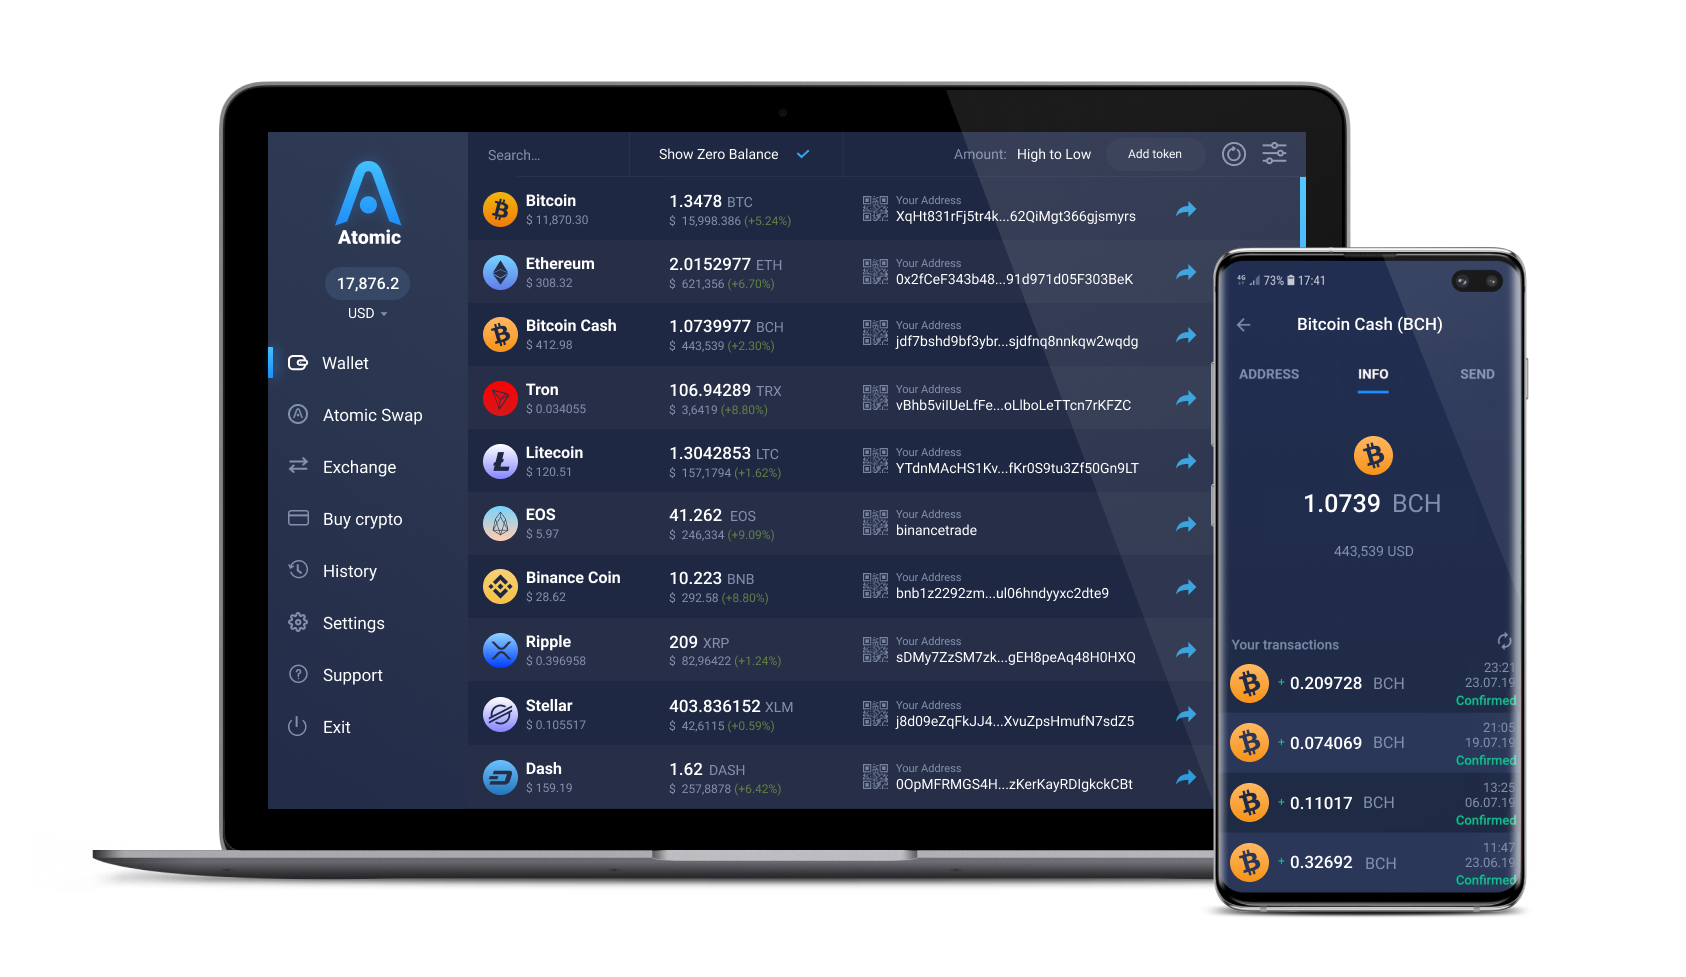 Atomic
17,876.2
USD
Wallet
Atomic Swap
Exchange
Buy crypto
History
Settings
Support
Exit
Search...
Show Zero Balance
Amount: High to Low
Add token
Bitcoin
$ 11,870.30
1.3478 BTC
$ 15,998.386 (+5.24%)
Your Address
XqHt831rFj5tr4k...62QiMgt366gjsmyrs
Ethereum
$ 308.32
2.0152977 ETH
$ 621,356 (+6.70%)
Your Address
0x2fCeF343b48...91d971d05F303BeK
Bitcoin Cash
$ 412.98
1.0739977 BCH
$ 443,539 (+2.30%)
Your Address
jdf7bshd9bf3ybr...sjdfnq8nnkqw2wqdg
Tron
$ 0.034055
106.94289 TRX
$ 3,6419 (+8.80%)
Your Address
vBhb5viIUeLfFe...oLIboLeTTcn7rKFZC
Litecoin
$ 120.51
1.3042853 LTC
$ 157,1794 (+1.62%)
Your Address
YTdnMAcHS1Kv...fKr0S9tu3Zf50Gn9LT
EOS
$ 5.97
41.262 EOS
$ 246,334 (+9.09%)
Your Address
binancetrade
Binance Coin
$ 28.62
10.223 BNB
$ 292.58 (+8.80%)
Your Address
bnb1z2292zm...ul06hndyyxc2dte9
Ripple
$ 0.396958
209 XRP
$ 82,96422 (+1.24%)
Your Address
sDMy7ZzSM7zk...gEH8peAq48H0HXQ
Stellar
$ 0.105517
403.836152 XLM
$ 42,6115 (+0.59%)
Your Address
j8d09eZqFkJJ4...XvuZpsHmufN7sdZ5
Dash
$ 159.19
1.62 DASH
$ 257,8878 (+6.42%)
Your Address
0OpMFRMGS4H...zKerKayRDIgkckCBt
4G 73% 17:41
Bitcoin Cash (BCH)
ADDRESS INFO SEND
1.0739 BCH
443,539 USD
Your transactions
+ 0.209728 BCH
23:21
23.07.19
Confirmed
+ 0.074069 BCH
21:05
19.07.19
Confirmed
+ 0.11017 BCH
13:25
06.07.19
Confirmed
+ 0.32692 BCH
11:47
23.06.19
Confirmed